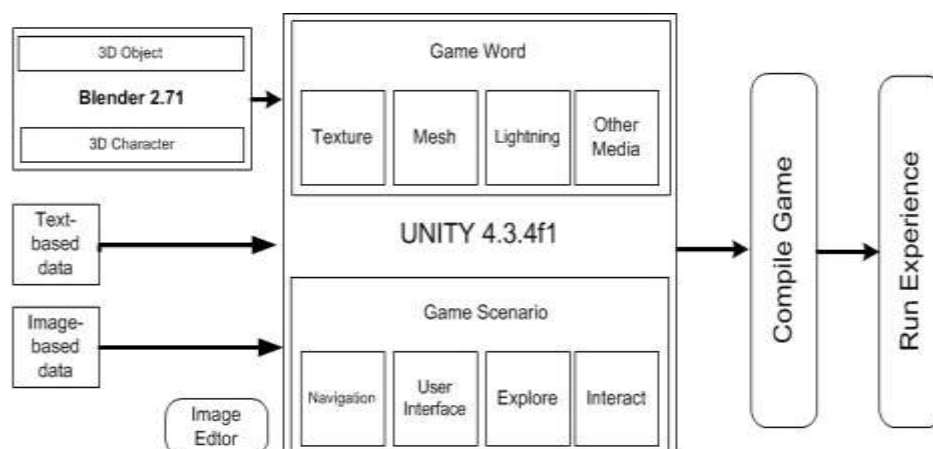 3D Object
Blender 2.71
3D Character
Text-
based
data
Image-
based
data
Image
Edtor
Game Word
Texture
Mesh
Lightning
Other
Media
UNITY 4.3.4f1
Game Scenario
Navigation
User
Interface
Explore
Interact
Compile Game
Run Experience